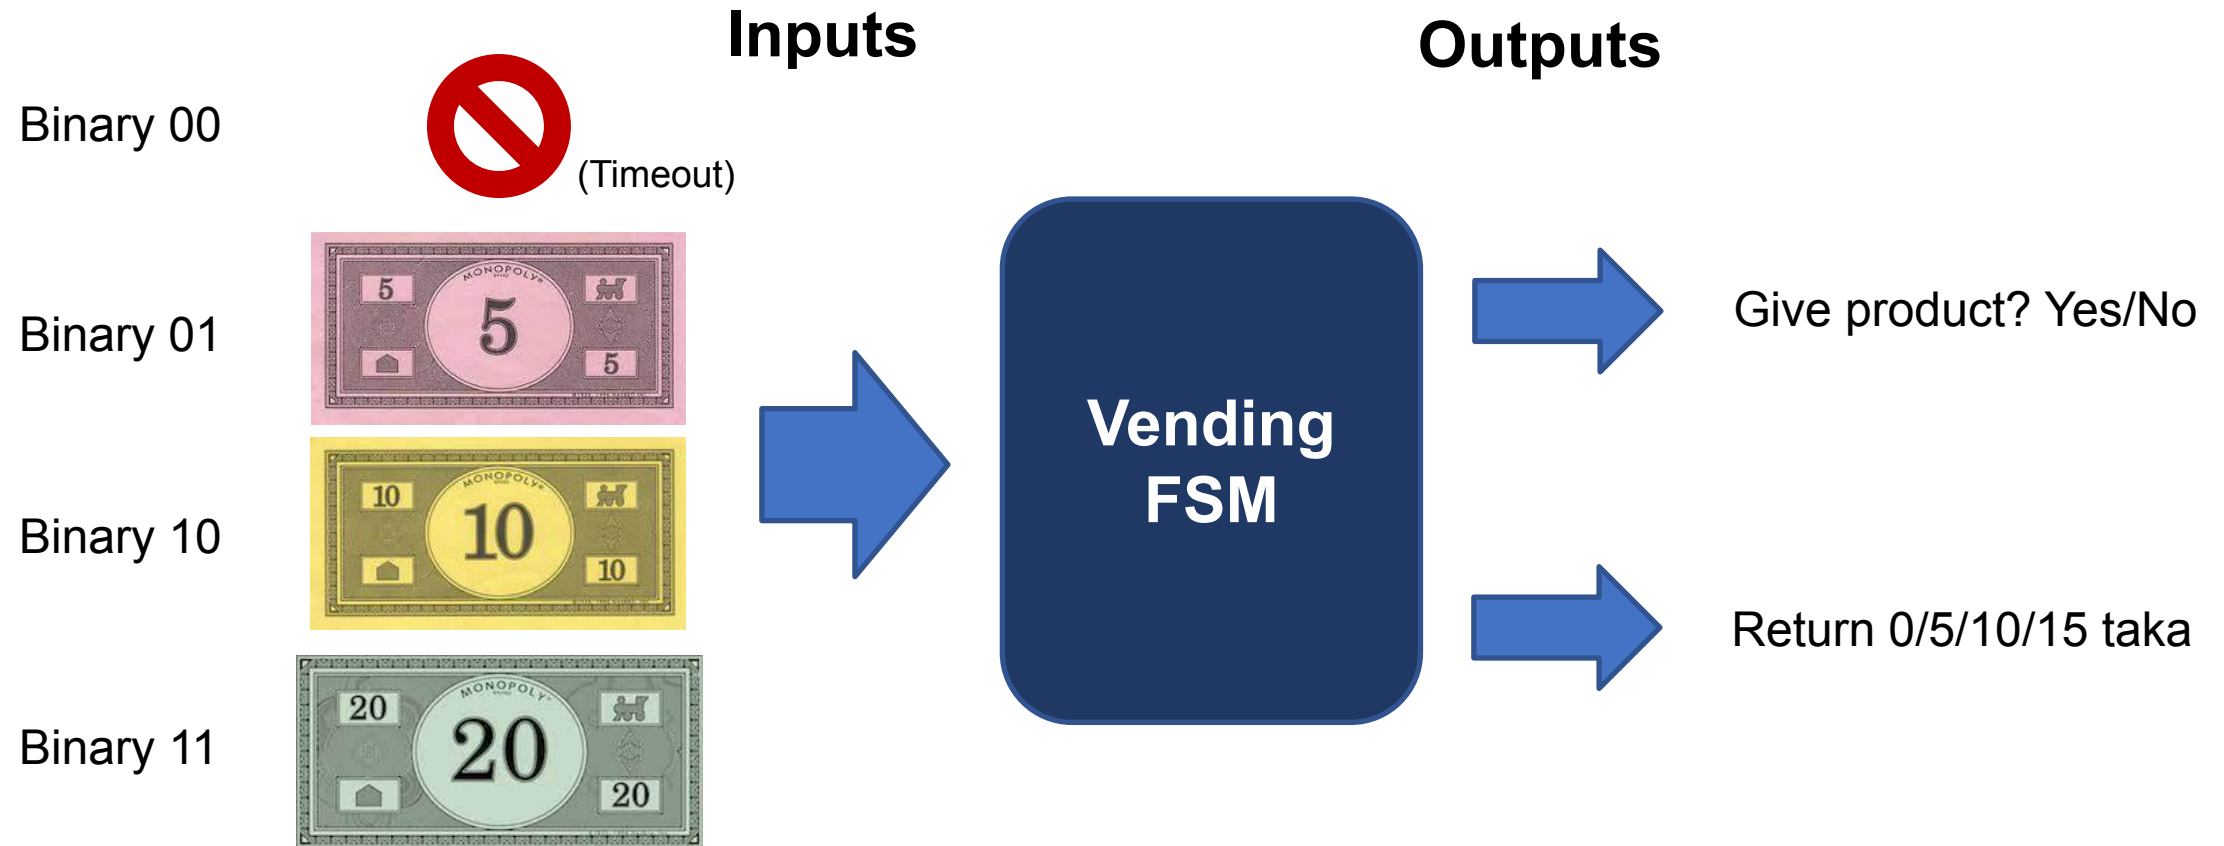 Inputs
Outputs
Binary 00
(Timeout)
Binary 01
5
MONOPOLY
5
5
Binary 10
10
MONOPOLY
10
10
Binary 11
20
MONOPOLY
20
20
Vending
FSM
Give product? Yes/No
Return 0/5/10/15 taka